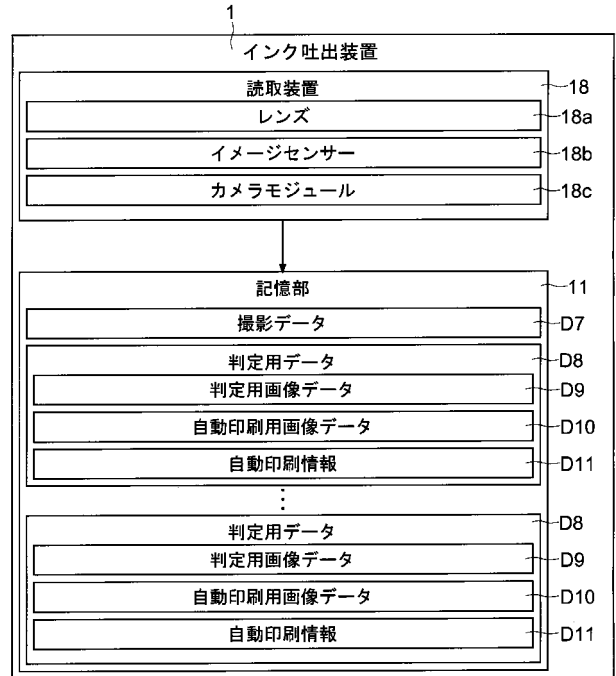 1
インク吐出装置
読取装置 18
レンズ 18a
イメージセンサー 18b
カメラモジュール 18c
記憶部 11
撮影データ D7
判定用データ D8
判定用画像データ D9
自動印刷用画像データ D10
自動印刷情報 D11
判定用データ D8
判定用画像データ D9
自動印刷用画像データ D10
自動印刷情報 D11